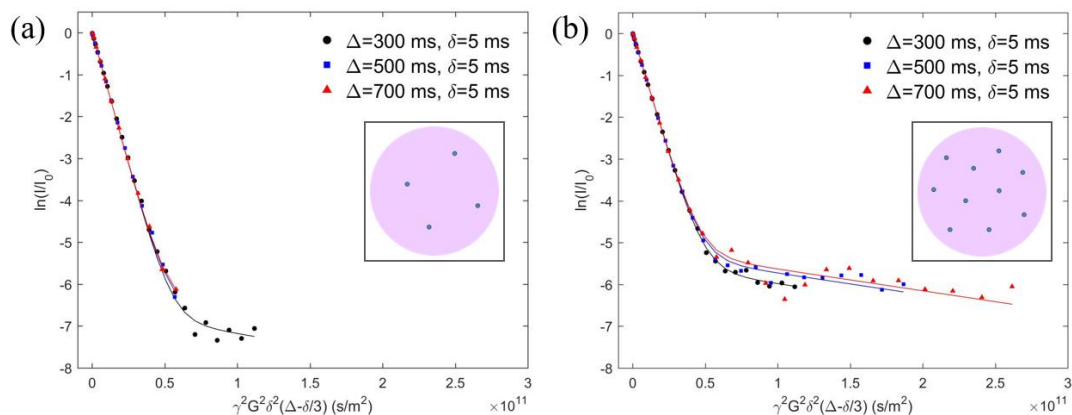 (a)
0
-1
-2
-3
-4
-5
-6
-7
-8
ln(I/I₀)
Δ=300 ms, δ=5 ms
Δ=500 ms, δ=5 ms
Δ=700 ms, δ=5 ms
0 0.5 1 1.5 2 2.5 3
γ²G²δ²(Δ-δ/3) (s/m²)
×10¹¹
(b)
0
-1
-2
-3
-4
-5
-6
-7
-8
ln(I/I₀)
Δ=300 ms, δ=5 ms
Δ=500 ms, δ=5 ms
Δ=700 ms, δ=5 ms
0 0.5 1 1.5 2 2.5 3
γ²G²δ²(Δ-δ/3) (s/m²)
×10¹¹